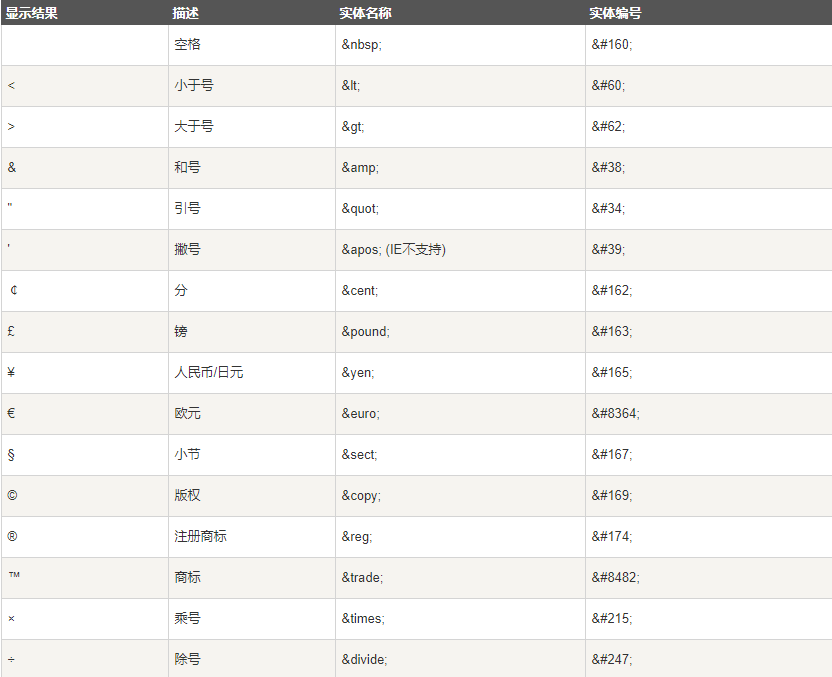 显示结果 描述 实体名称 实体编号
空格 &nbsp; &#160;
< 小于号 &lt; &#60;
> 大于号 &gt; &#62;
& 和号 &amp; &#38;
" 引号 &quot; &#34;
' 撇号 &apos; (IE不支持) &#39;
¢ 分 &cent; &#162;
£ 镑 &pound; &#163;
¥ 人民币/日元 &yen; &#165;
€ 欧元 &euro; &#8364;
§ 小节 &sect; &#167;
© 版权 &copy; &#169;
® 注册商标 &reg; &#174;
™ 商标 &trade; &#8482;
× 乘号 &times; &#215;
÷ 除号 &divide; &#247;